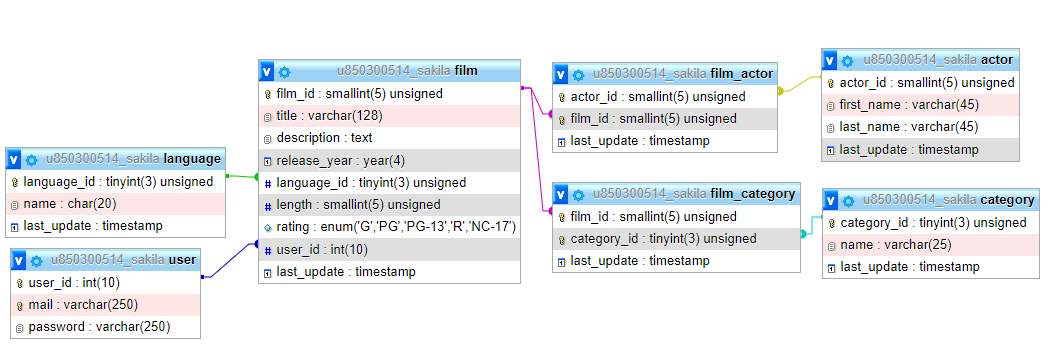 u850300514_sakila language
language_id : tinyint(3) unsigned
name : char(20)
last_update : timestamp
u850300514_sakila user
user_id : int(10)
mail : varchar(250)
password : varchar(250)
u850300514_sakila film
film_id : smallint(5) unsigned
title : varchar(128)
description : text
release_year : year(4)
language_id : tinyint(3) unsigned
length : smallint(5) unsigned
rating : enum('G','PG','PG-13','R','NC-17')
user_id : int(10)
last_update : timestamp
u850300514_sakila film_actor
actor_id : smallint(5) unsigned
film_id : smallint(5) unsigned
last_update : timestamp
u850300514_sakila film_category
film_id : smallint(5) unsigned
category_id : tinyint(3) unsigned
last_update : timestamp
u850300514_sakila actor
actor_id : smallint(5) unsigned
first_name : varchar(45)
last_name : varchar(45)
last_update : timestamp
u850300514_sakila category
category_id : tinyint(3) unsigned
name : varchar(25)
last_update : timestamp